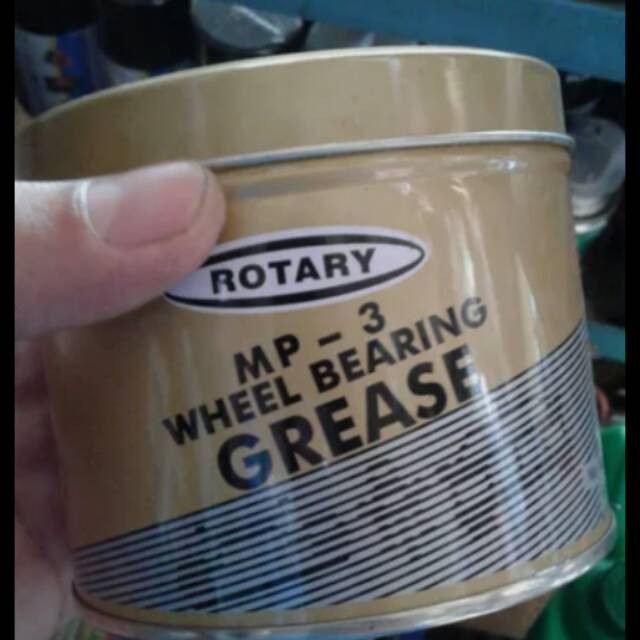 ROTARY
MP - 3
WHEEL BEARING
GREASE